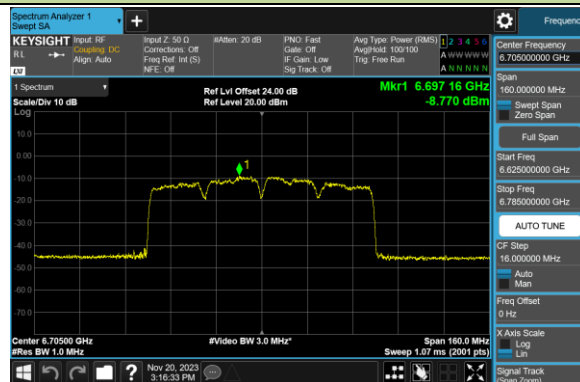 Spectrum Analyzer 1
Swept SA
Frequenc
KEYSIGHT
RL
LXI
Input: RF
Coupling: DC
Align: Auto
Input Z: 50 Ω
Corrections: Off
Freq Ref: Int (S)
NFE: Off
#Atten: 20 dB
PNO: Fast
Gate: Off
IF Gain: Low
Sig Track: Off
Avg Type: Power (RMS)
Avg|Hold: 100/100
Trig: Free Run
1 2 3 4 5 6
A W W W W W
A N N N N N
1 Spectrum
Scale/Div 10 dB
Log
Ref Lvl Offset 24.00 dB
Ref Level 20.00 dBm
Mkr1 6.697 16 GHz
-8.770 dBm
10.0
0.00
-10.0
-20.0
-30.0
-40.0
-50.0
-60.0
-70.0
1
Center 6.70500 GHz
#Res BW 1.0 MHz
#Video BW 3.0 MHz*
Span 160.0 MHz
Sweep 1.07 ms (2001 pts)
Nov 20, 2023
3:16:33 PM
Center Frequency
6.705000000 GHz
Span
160.000000 MHz
Swept Span
Zero Span
Full Span
Start Freq
6.625000000 GHz
Stop Freq
6.785000000 GHz
AUTO TUNE
CF Step
16.000000 MHz
Auto
Man
Freq Offset
0 Hz
X Axis Scale
Log
Lin
Signal Track
(Span Zoom)